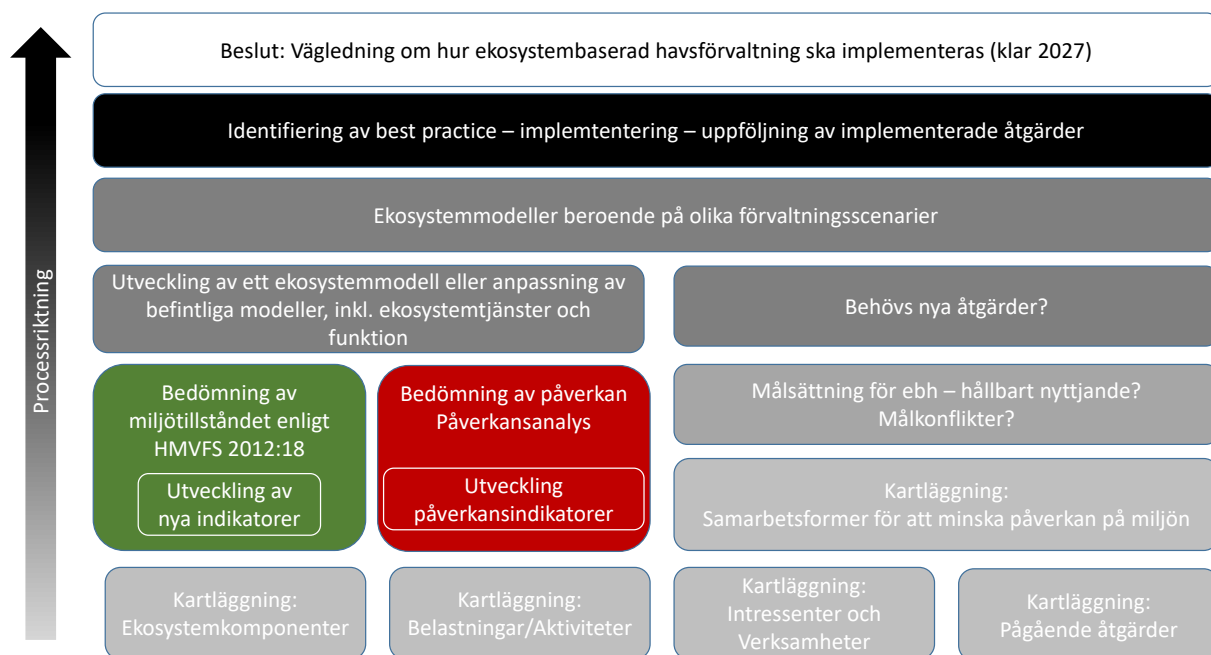 Beslut: Vägledning om hur ekosystembaserad havsförvaltning ska implementeras (klar 2027)
Identifiering av best practice – implemtentering – uppföljning av implementerade åtgärder
Ekosystemmodeller beroende på olika förvaltningsscenarier
Processriktning
Utveckling av ett ekosystemmodell eller anpassning av
befintliga modeller, inkl. ekosystemtjänster och
funktion
Behövs nya åtgärder?
Bedömning av
miljötillståndet enligt
HMVFS 2012:18
Utveckling av
nya indikatorer
Bedömning av påverkan
Påverkansanalys
Utveckling
påverkansindikatorer
Målsättning för ebh – hållbart nyttjande?
Målkonflikter?
Kartläggning:
Samarbetsformer för att minska påverkan på miljön
Kartläggning:
Ekosystemkomponenter
Kartläggning:
Belastningar/Aktiviteter
Kartläggning:
Intressenter och
Verksamheter
Kartläggning:
Pågående åtgärder